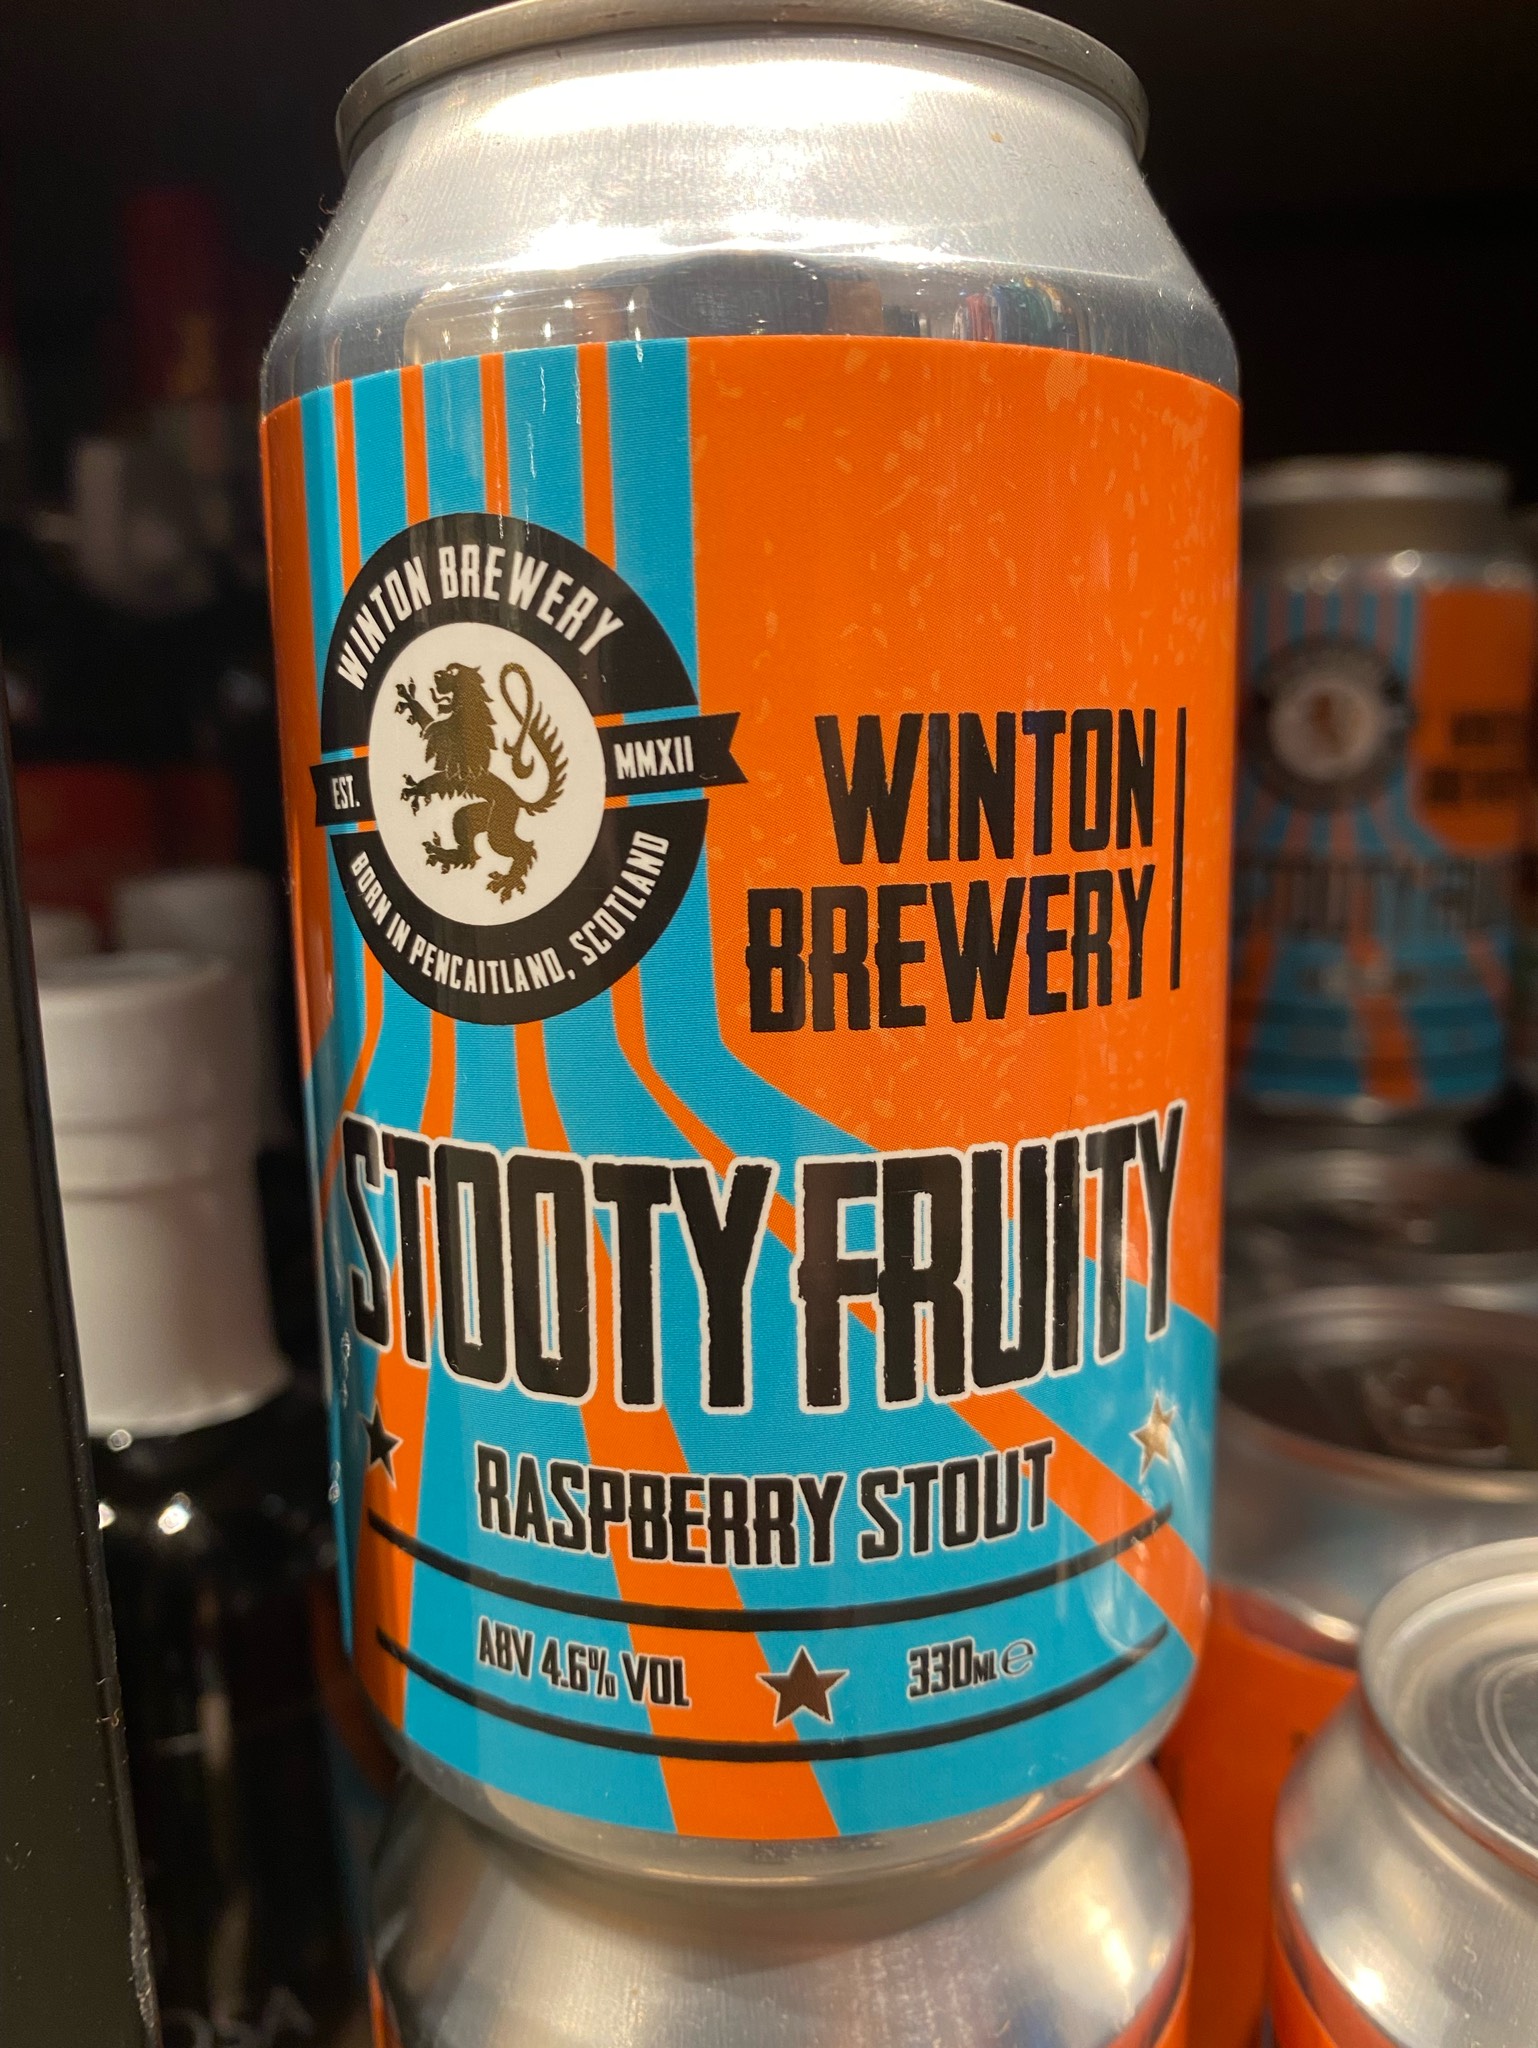 WINTON BREWERY
EST. MMXII
BORN IN PENCAITLAND, SCOTLAND
WINTON
BREWERY
STOOTY FRUITY
RASPBERRY STOUT
ABV 4.6% VOL 330ML e